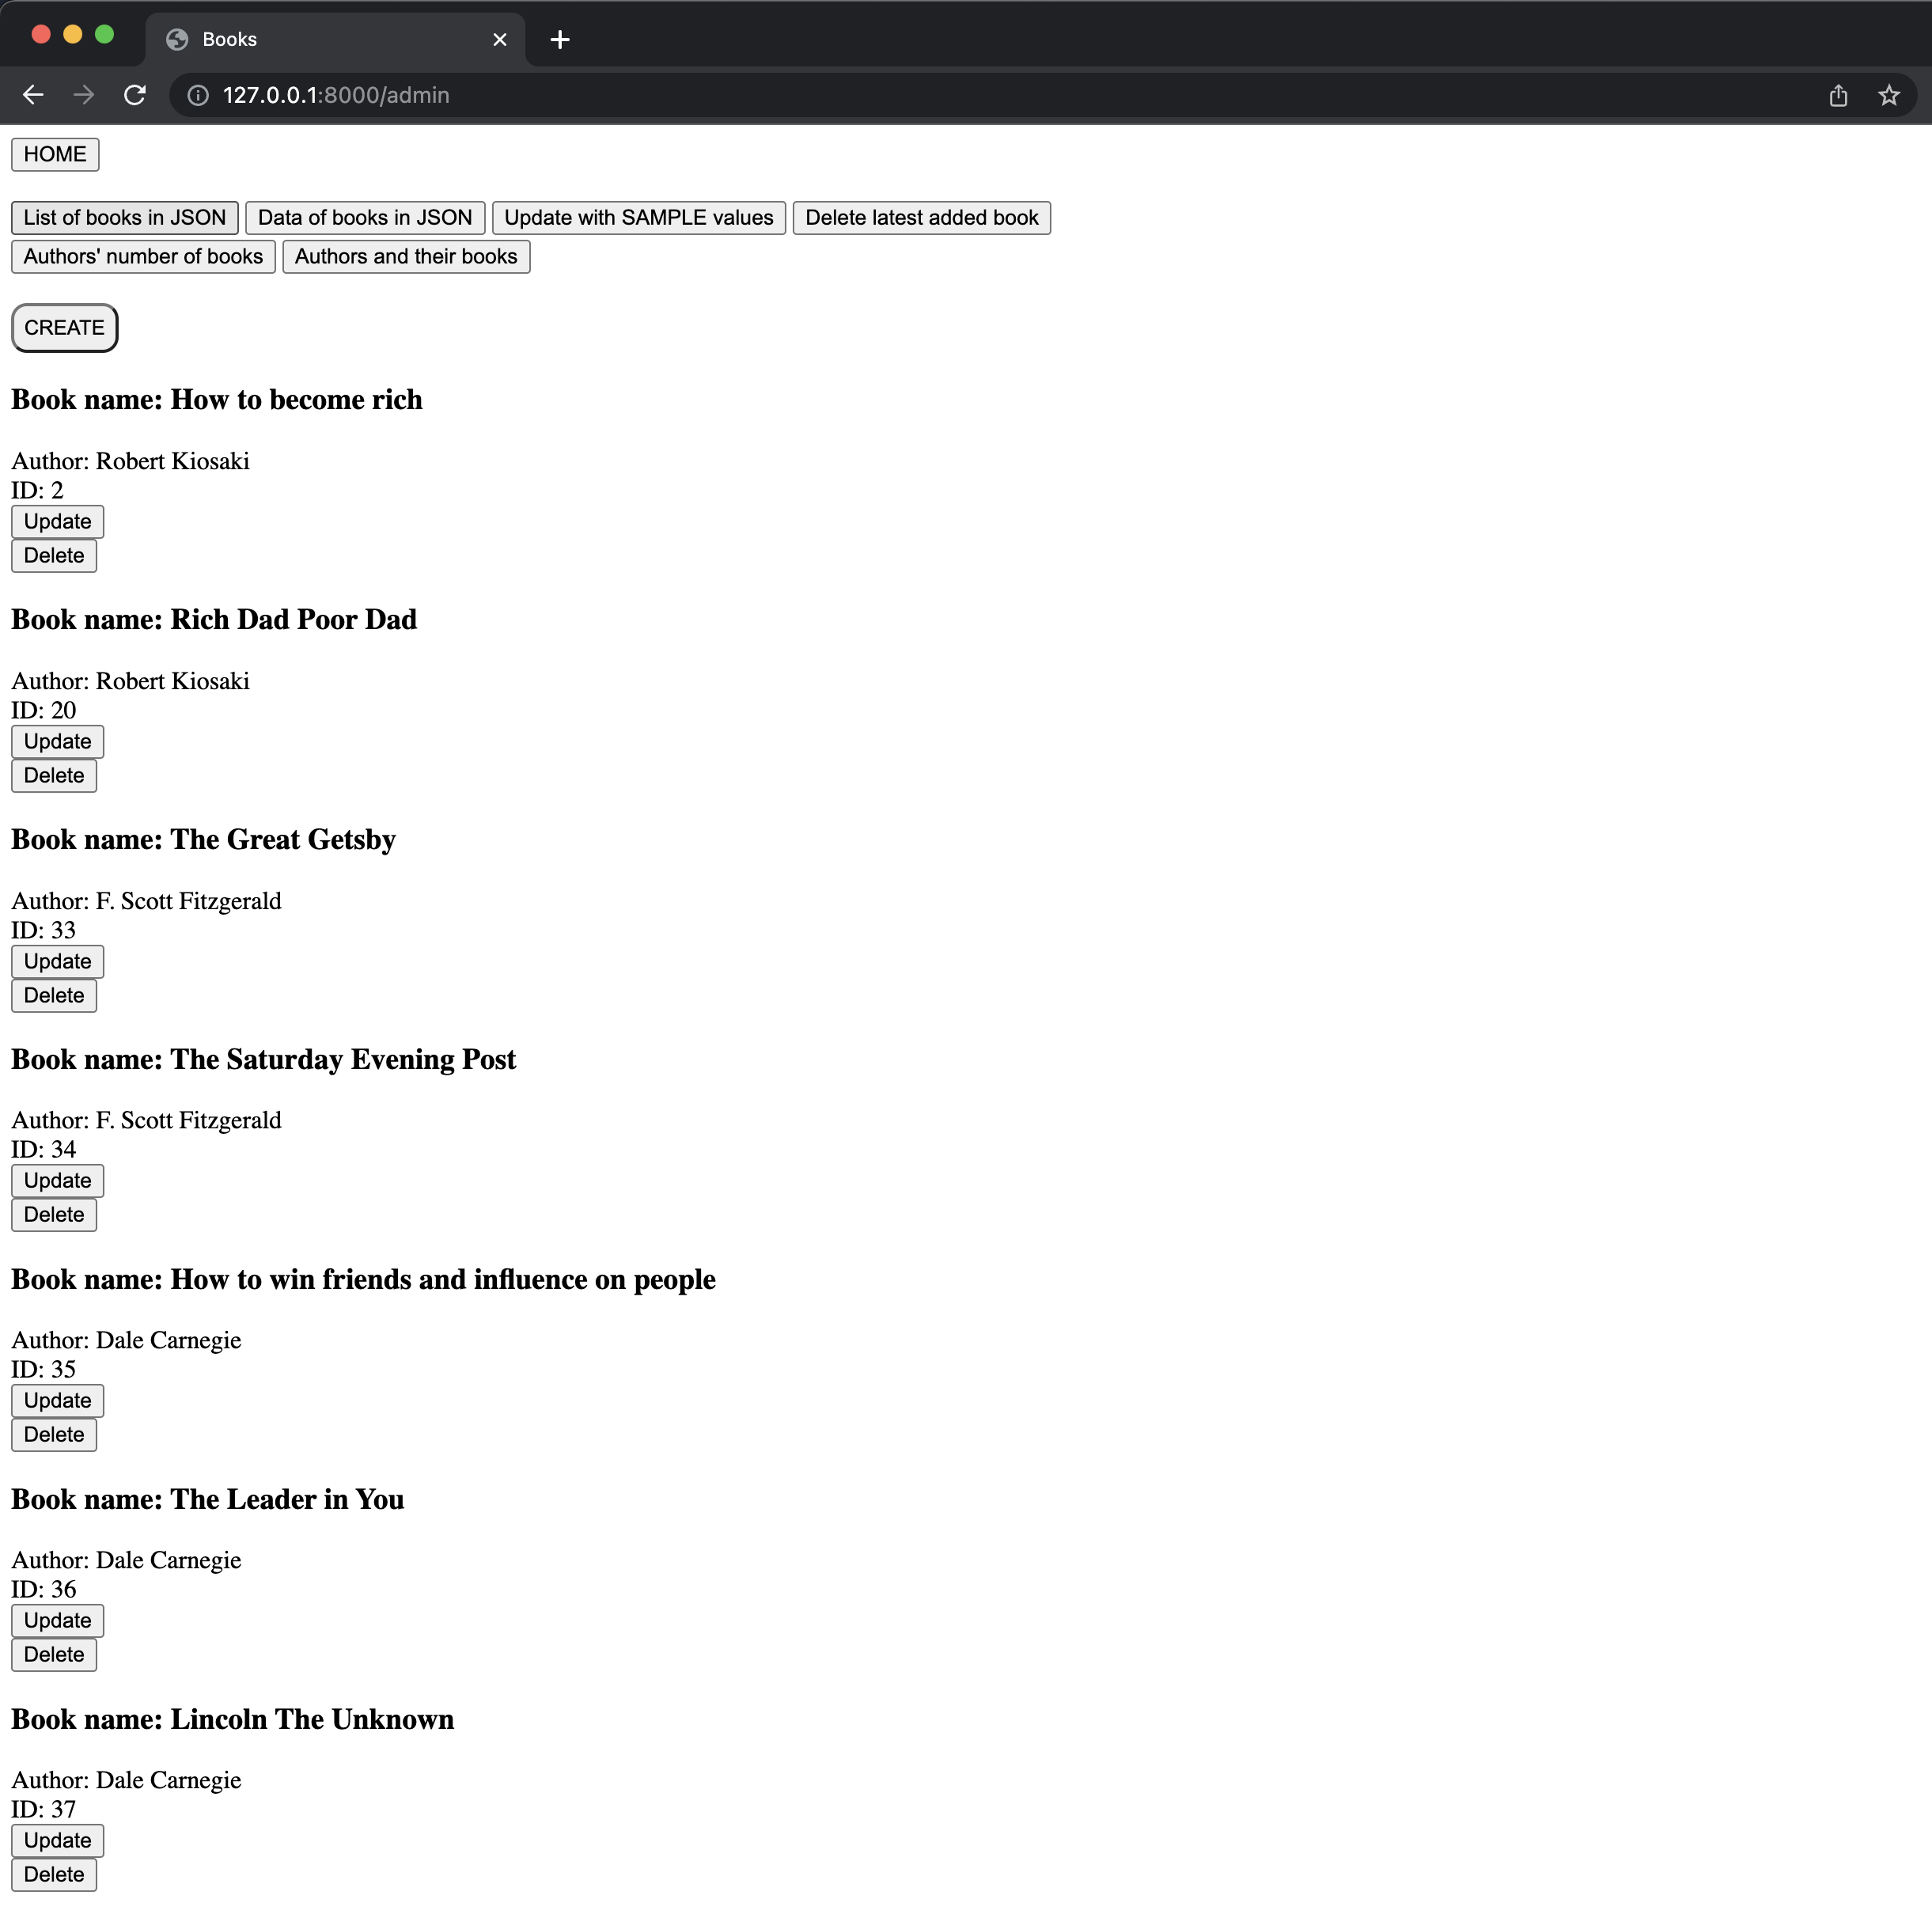 Books
127.0.0.1:8000/admin
HOME
List of books in JSON Data of books in JSON Update with SAMPLE values Delete latest added book
Authors' number of books Authors and their books
CREATE
Book name: How to become rich
Author: Robert Kiosaki
ID: 2
Update
Delete
Book name: Rich Dad Poor Dad
Author: Robert Kiosaki
ID: 20
Update
Delete
Book name: The Great Getsby
Author: F. Scott Fitzgerald
ID: 33
Update
Delete
Book name: The Saturday Evening Post
Author: F. Scott Fitzgerald
ID: 34
Update
Delete
Book name: How to win friends and influence on people
Author: Dale Carnegie
ID: 35
Update
Delete
Book name: The Leader in You
Author: Dale Carnegie
ID: 36
Update
Delete
Book name: Lincoln The Unknown
Author: Dale Carnegie
ID: 37
Update
Delete